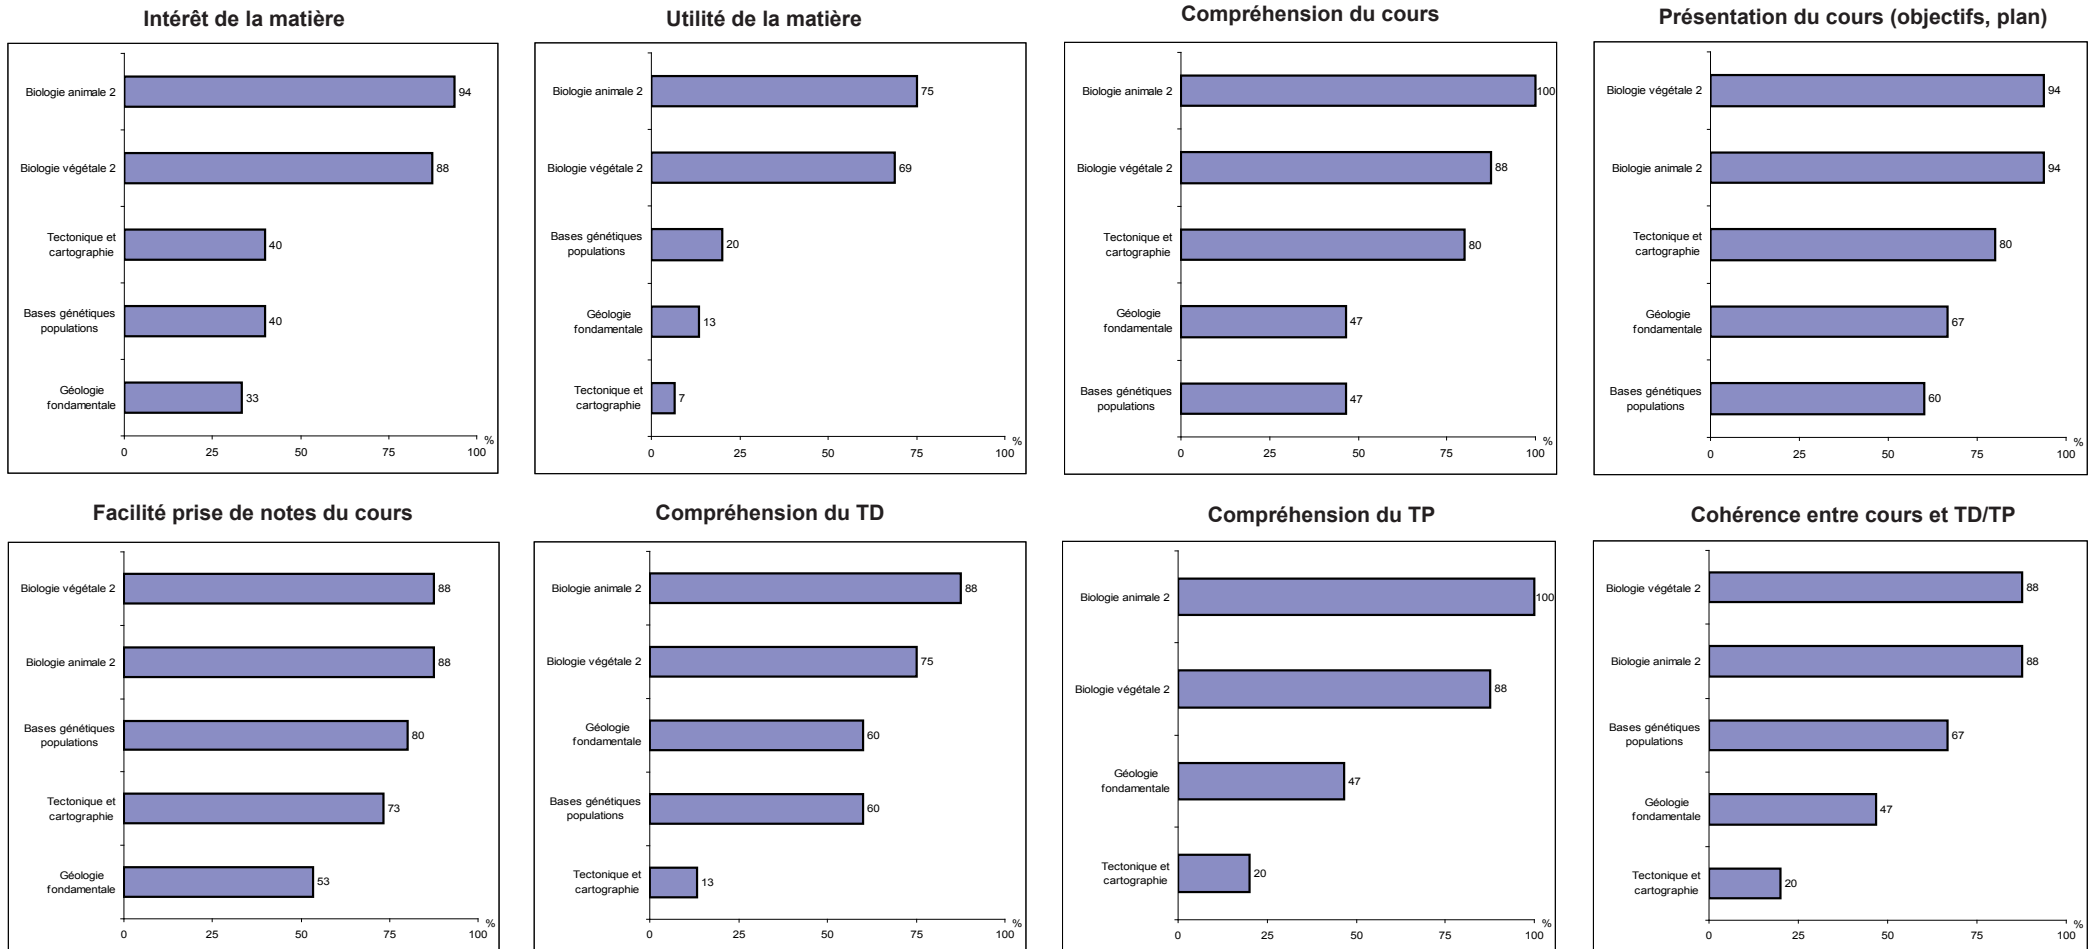 Intérêt de la matière
Biologie animale 2
94
Biologie végétale 2
88
Tectonique et
cartographie
40
Bases génétiques
populations
40
Géologie
fondamentale
33
%
0 25 50 75 100
Utilité de la matière
Biologie animale 2
75
Biologie végétale 2
69
Bases génétiques
populations
20
Géologie
fondamentale
13
Tectonique et
cartographie
7
%
0 25 50 75 100
Compréhension du cours
Biologie animale 2
100
Biologie végétale 2
88
Tectonique et
cartographie
80
Géologie
fondamentale
47
Bases génétiques
populations
47
%
0 25 50 75 100
Présentation du cours (objectifs, plan)
Biologie végétale 2
94
Biologie animale 2
94
Tectonique et
cartographie
80
Géologie
fondamentale
67
Bases génétiques
populations
60
%
0 25 50 75 100
Facilité prise de notes du cours
Biologie végétale 2
88
Biologie animale 2
88
Bases génétiques
populations
80
Tectonique et
cartographie
73
Géologie
fondamentale
53
%
0 25 50 75 100
Compréhension du TD
Biologie animale 2
88
Biologie végétale 2
75
Géologie
fondamentale
60
Bases génétiques
populations
60
Tectonique et
cartographie
13
%
0 25 50 75 100
Compréhension du TP
Biologie animale 2
100
Biologie végétale 2
88
Géologie
fondamentale
47
Tectonique et
cartographie
20
%
0 25 50 75 100
Cohérence entre cours et TD/TP
Biologie végétale 2
88
Biologie animale 2
88
Bases génétiques
populations
67
Géologie
fondamentale
47
Tectonique et
cartographie
20
%
0 25 50 75 100